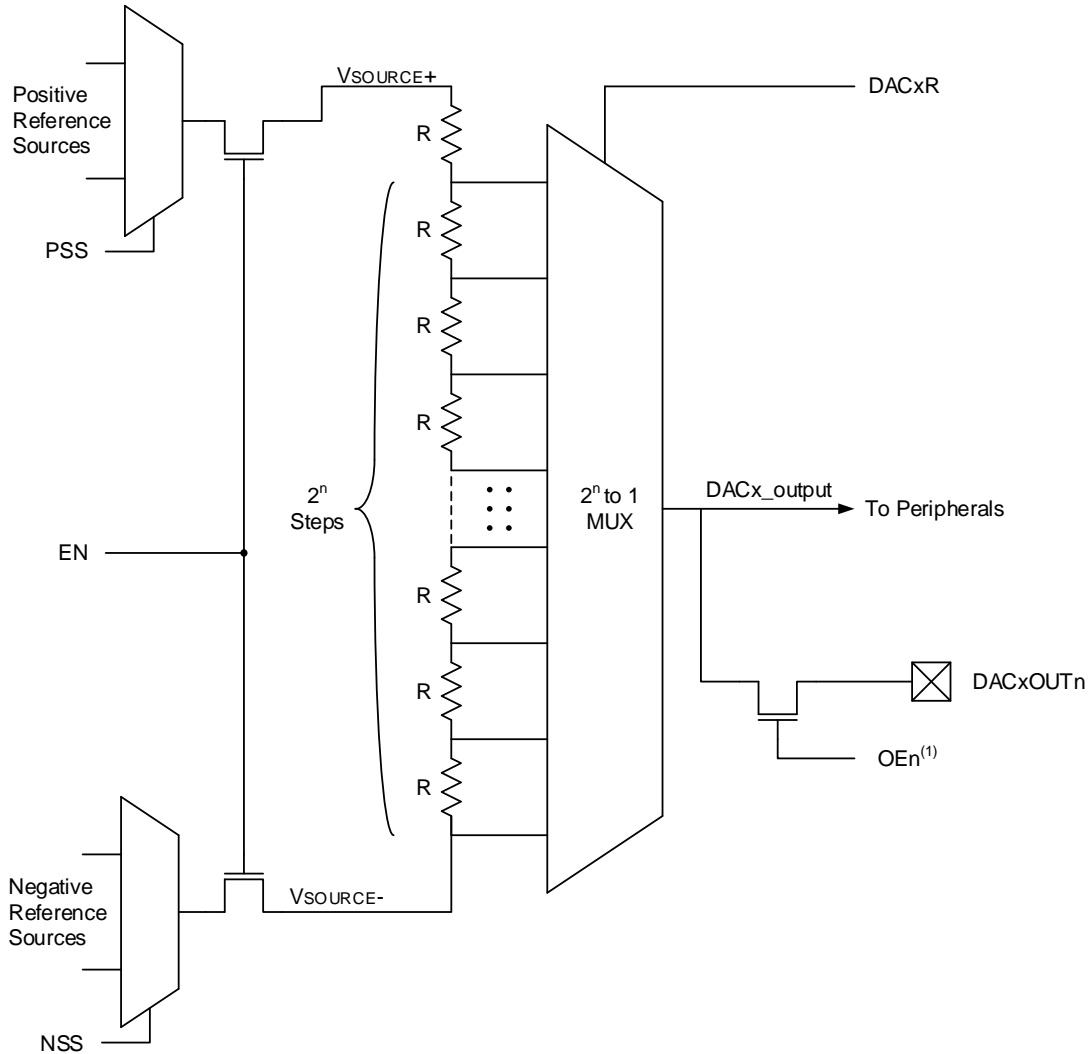 VSOURCE+
DACxR
Positive
Reference
Sources
R
R
PSS
R
R
2ⁿ
Steps
2ⁿ to 1
MUX
DACx_output
To Peripherals
EN
R
R
DACxOUTn
OEn⁽¹⁾
R
Negative
Reference
Sources
VSOURCE-
NSS